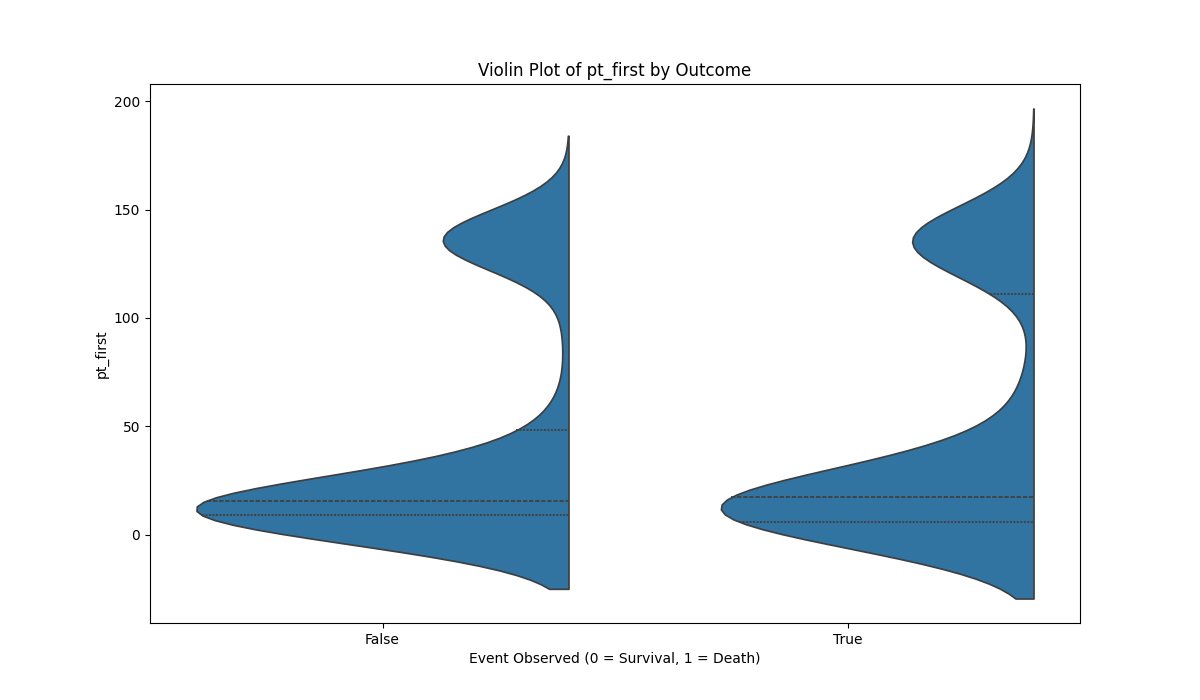 Violin Plot of pt_first by Outcome
200
150
100
50
0
pt_first
False
True
Event Observed (0 = Survival, 1 = Death)